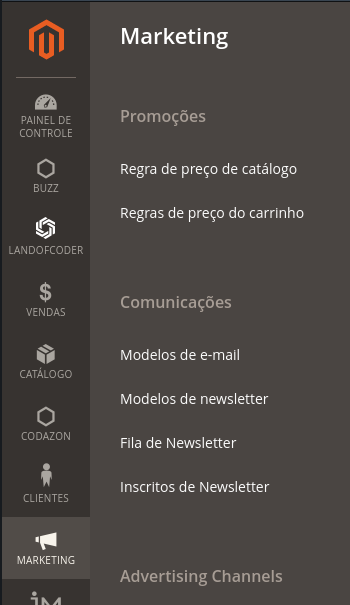 Marketing
PAINEL DE
CONTROLE
BUZZ
LANDOFCODER
VENDAS
CATÁLOGO
CODAZON
CLIENTES
MARKETING
Promoções
Regra de preço de catálogo
Regras de preço do carrinho
Comunicações
Modelos de e-mail
Modelos de newsletter
Fila de Newsletter
Inscritos de Newsletter
Advertising Channels